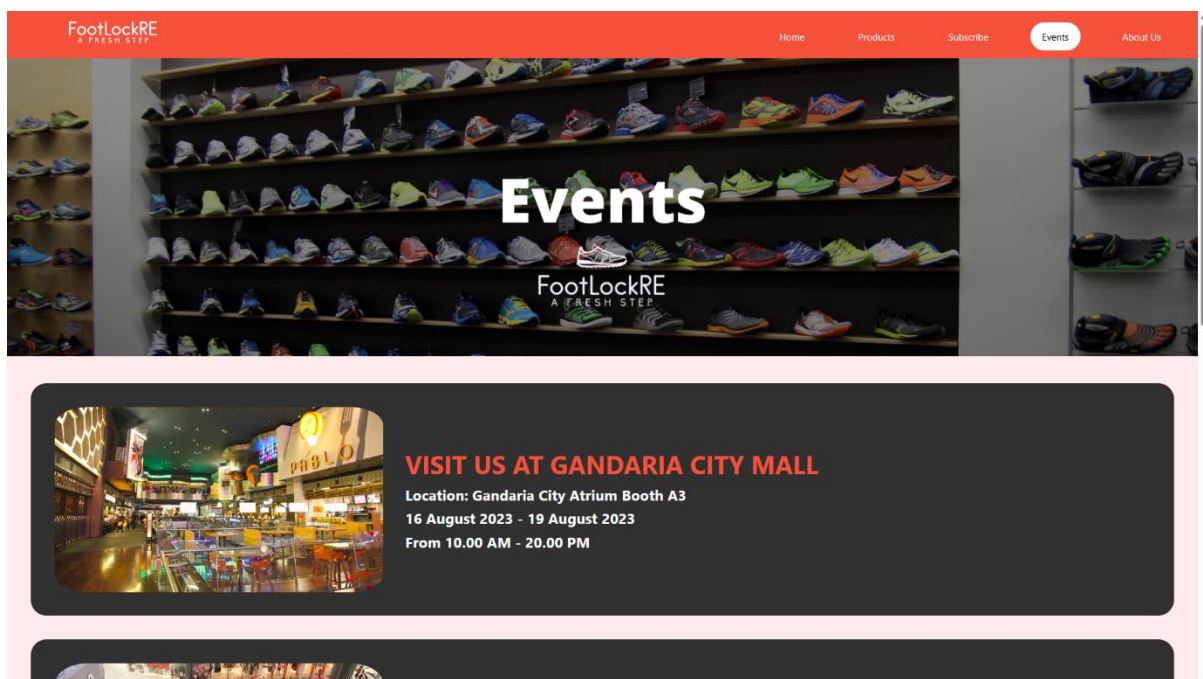 FootLockRE
A FRESH STEP
Home Products Subscribe Events About Us
Events
FootLockRE
A FRESH STEP
PABLO
VISIT US AT GANDARIA CITY MALL
Location: Gandaria City Atrium Booth A3
16 August 2023 - 19 August 2023
From 10.00 AM - 20.00 PM